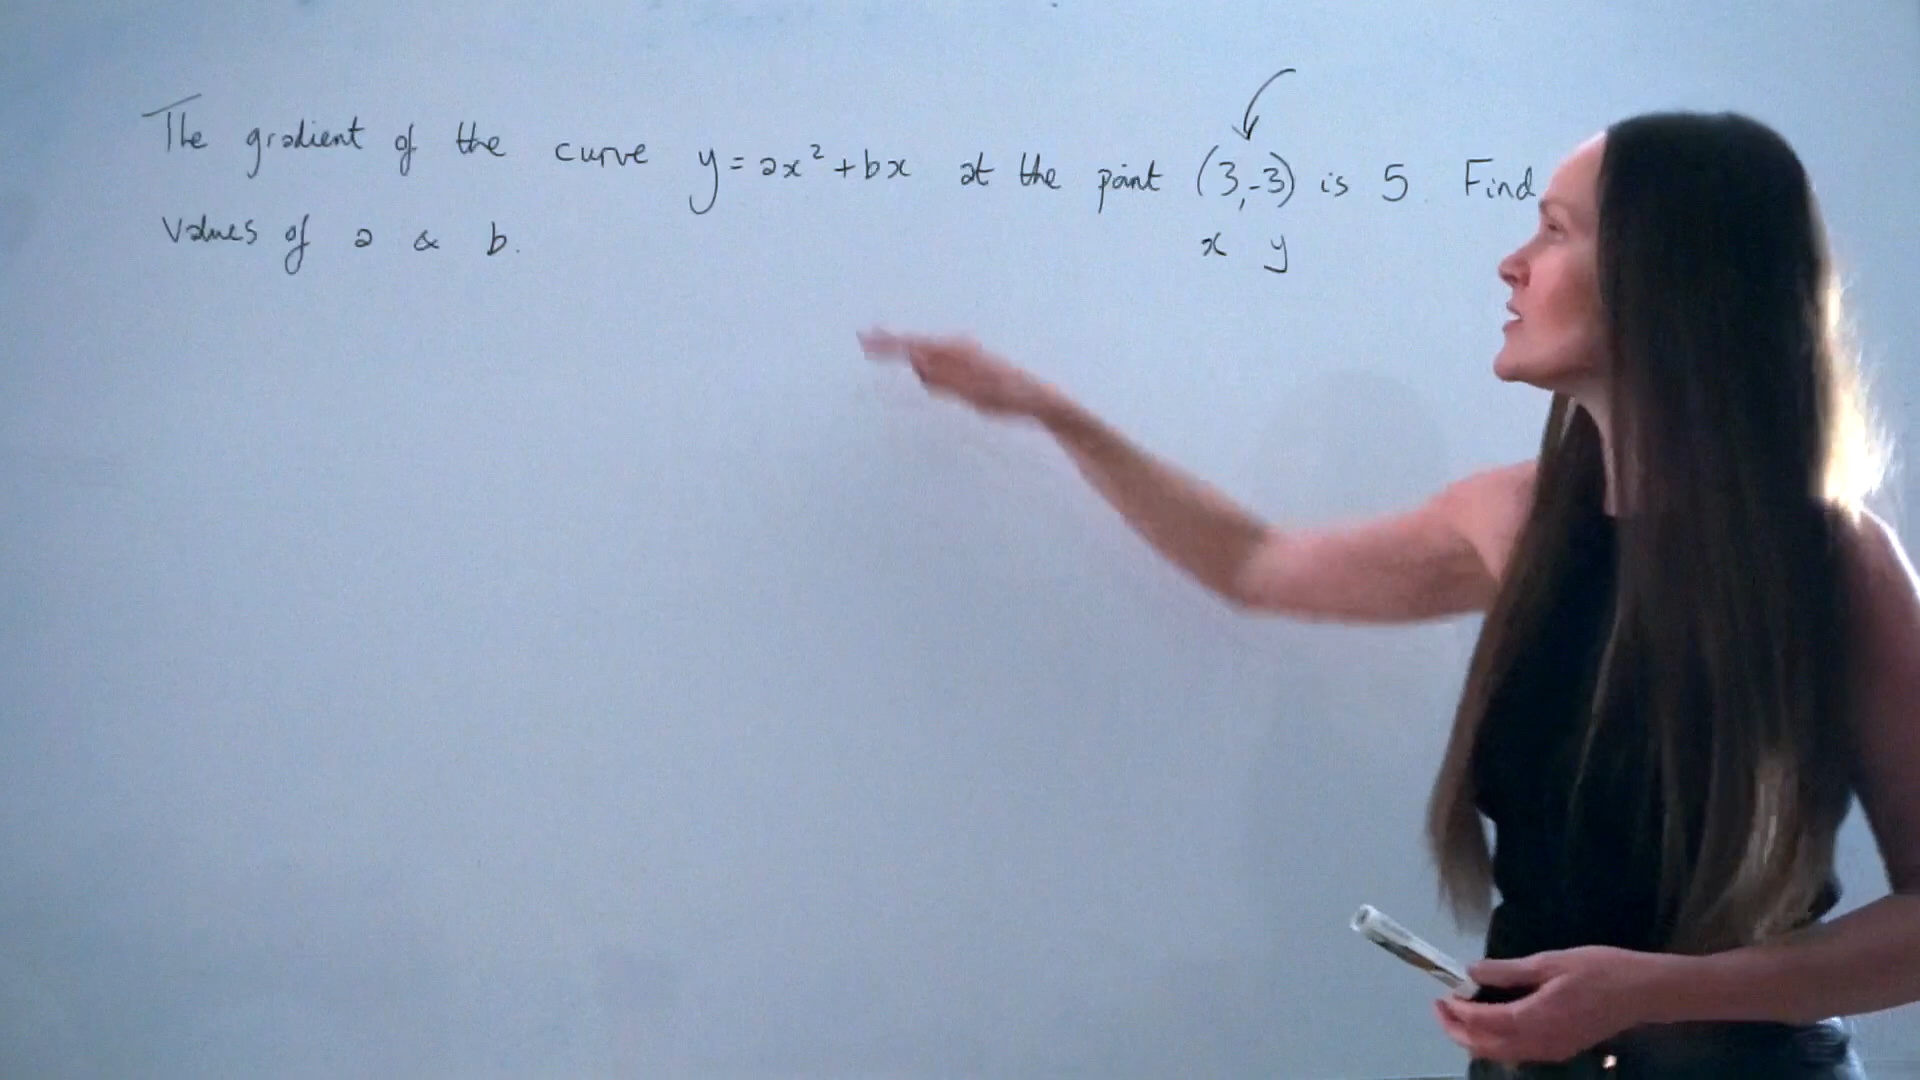 The gradient of the curve y = ax² + bx at the point (3,-3) is 5. Find
values of a & b.
x y